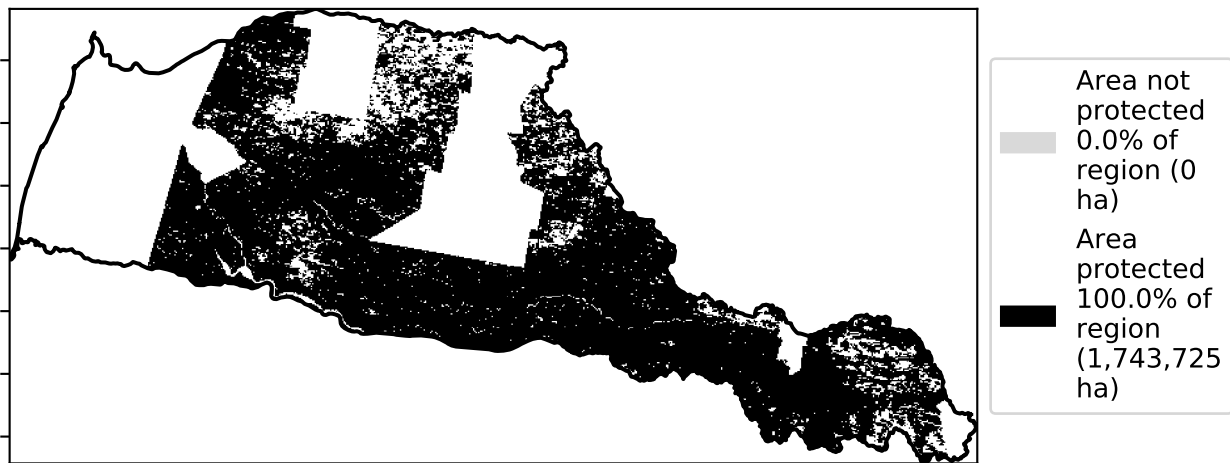 Area not
protected
0.0% of
region (0
ha)
Area
protected
100.0% of
region
(1,743,725
ha)